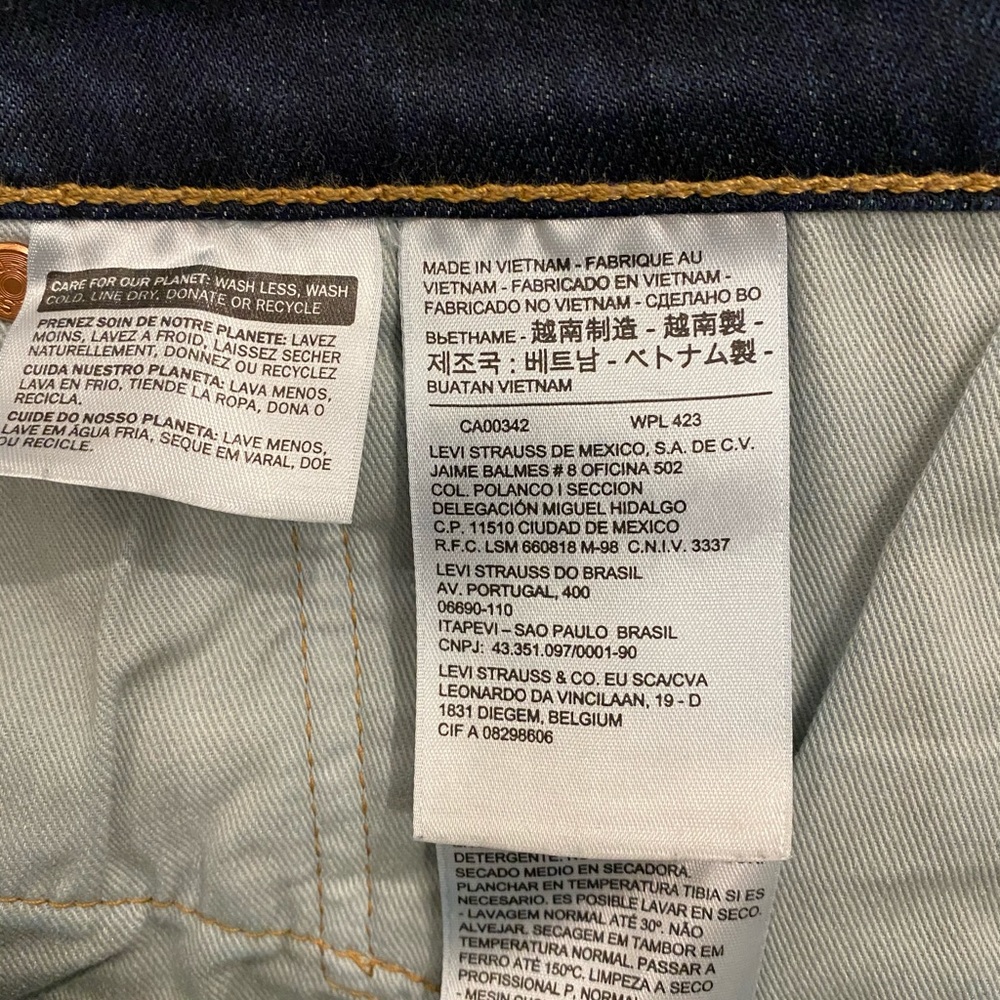 CARE FOR OUR PLANET: WASH LESS, WASH
COLD, LINE DRY, DONATE OR RECYCLE
PRENEZ SOIN DE NOTRE PLANETE: LAVEZ
MOINS, LAVEZ A FROID, LAISSEZ SECHER
NATURELLEMENT, DONNEZ OU RECYCLEZ
CUIDA NUESTRO PLANETA: LAVA MENOS,
LAVA EN FRIO, TIENDE LA ROPA, DONA O
RECICLA.
CUIDE DO NOSSO PLANETA: LAVE MENOS,
LAVE EM ÁGUA FRIA, SEQUE EM VARAL, DOE
OU RECICLE.
MADE IN VIETNAM - FABRIQUE AU
VIETNAM - FABRICADO EN VIETNAM -
FABRICADO NO VIETNAM - СДЕЛАНО ВО
ВЬЕТНАМЕ - 越南制造 - 越南製 -
제조국 : 베트남 - ベトナム製 -
BUATAN VIETNAM
CA00342 WPL 423
LEVI STRAUSS DE MEXICO, S.A. DE C.V.
JAIME BALMES # 8 OFICINA 502
COL. POLANCO I SECCION
DELEGACIÓN MIGUEL HIDALGO
C.P. 11510 CIUDAD DE MEXICO
R.F.C. LSM 660818 M-98 C.N.I.V. 3337
LEVI STRAUSS DO BRASIL
AV. PORTUGAL, 400
06690-110
ITAPEVI – SAO PAULO BRASIL
CNPJ: 43.351.097/0001-90
LEVI STRAUSS & CO. EU SCA/CVA
LEONARDO DA VINCILAAN, 19 - D
1831 DIEGEM, BELGIUM
CIF A 08298606
DETERGENTE.
SECADO MEDIO EN SECADORA.
PLANCHAR EN TEMPERATURA TIBIA SI ES
NECESARIO. ES POSIBLE LAVAR EN SECO.
- LAVAGEM NORMAL ATÉ 30º. NÃO
ALVEJAR. SECAGEM EM TAMBOR EM
TEMPERATURA NORMAL. PASSAR A
FERRO ATÉ 150ºC. LIMPEZA A SECO
PROFISSIONAL P, NORMAL